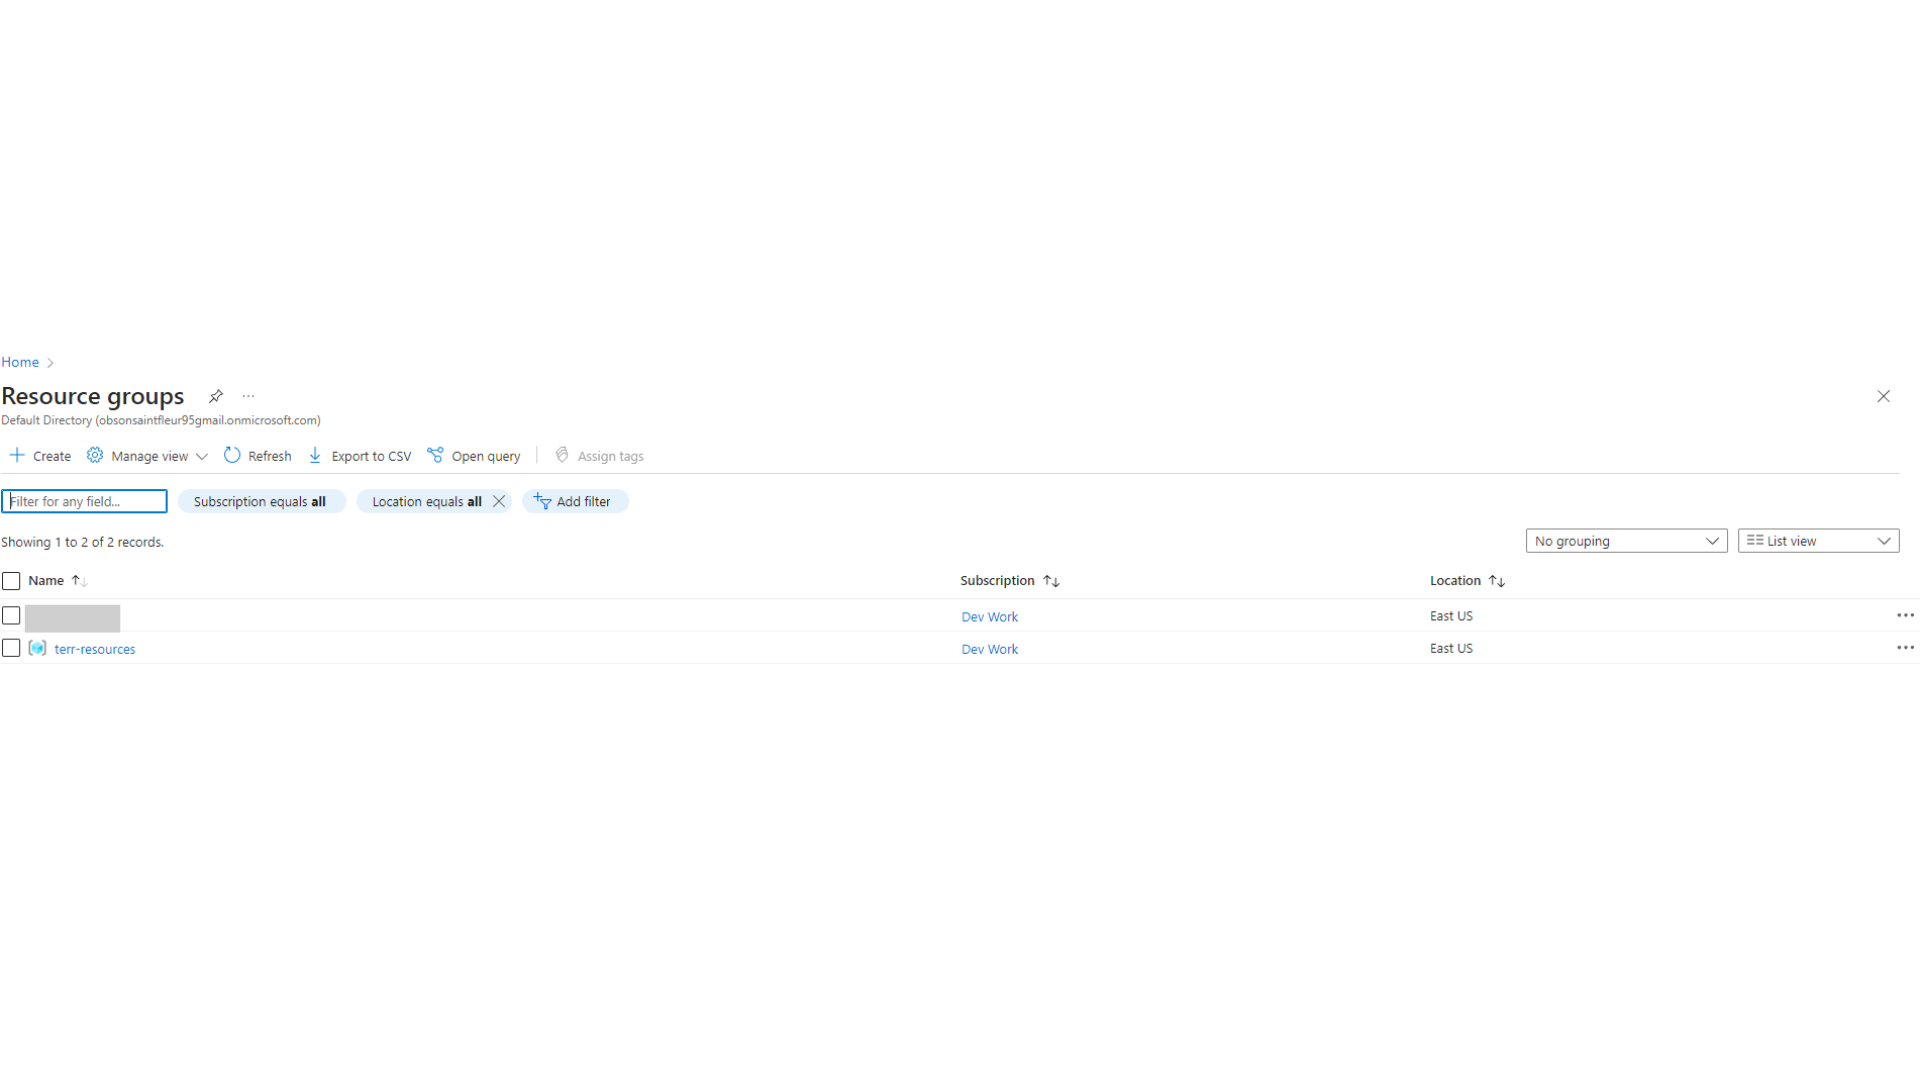 Home
Resource groups
Default Directory (obsonsaintfleur95gmail.onmicrosoft.com)
Create Manage view Refresh Export to CSV Open query Assign tags
Filter for any field... Subscription equals all Location equals all Add filter
Showing 1 to 2 of 2 records. No grouping List view
Name Subscription Location
Dev Work East US
terr-resources Dev Work East US